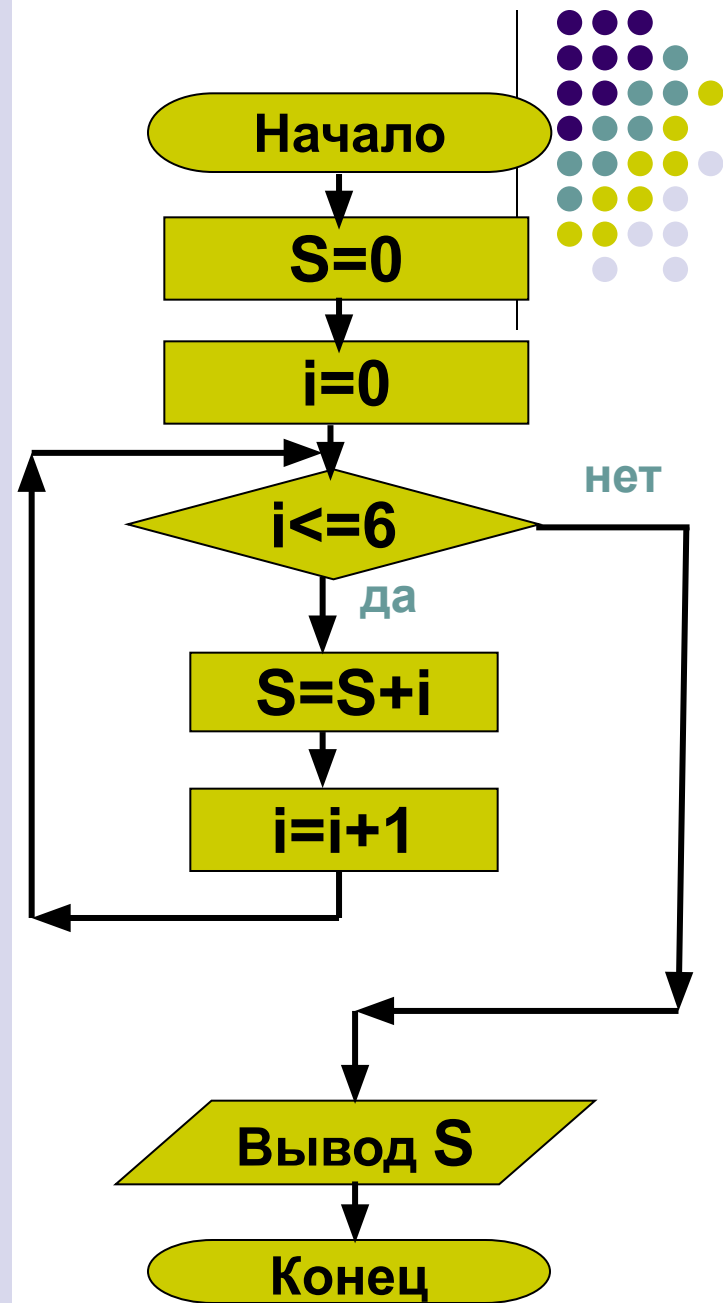 Начало
S=0
i=0
нет
i<=6
да
S=S+i
i=i+1
Вывод S
Конец